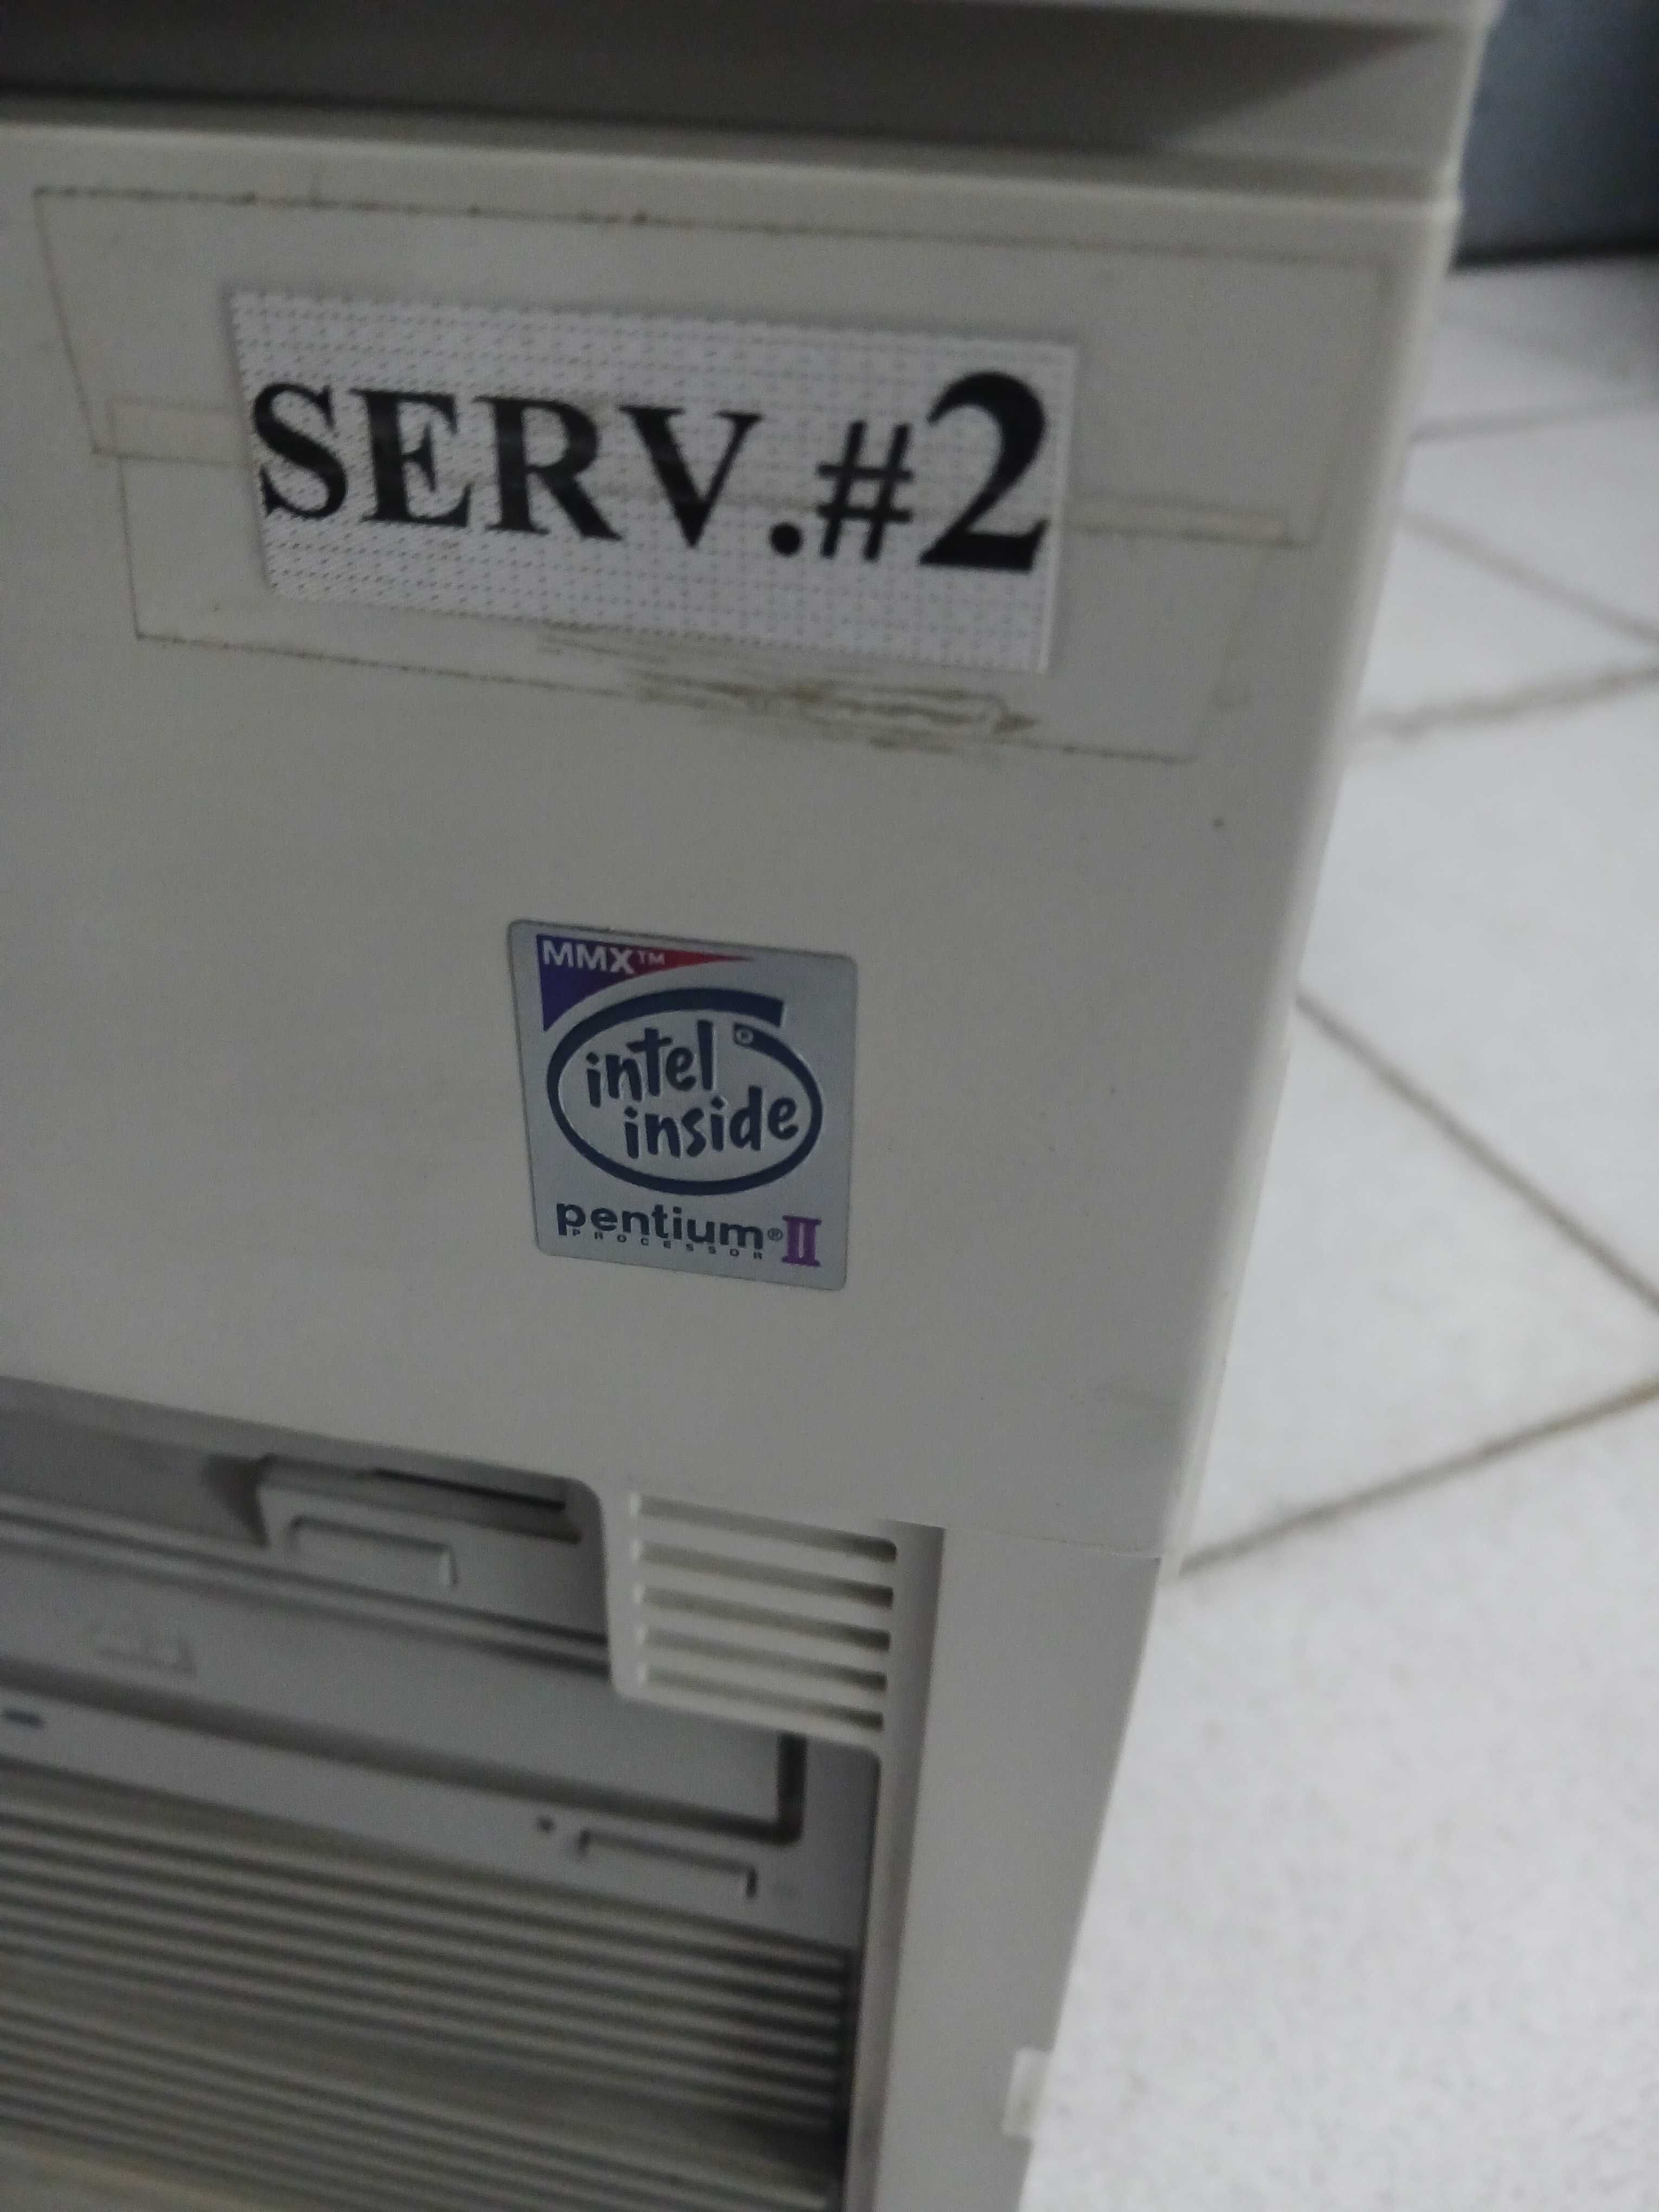 SERV.#2
MMX™
intel®
inside
pentium® II
PROCESSOR